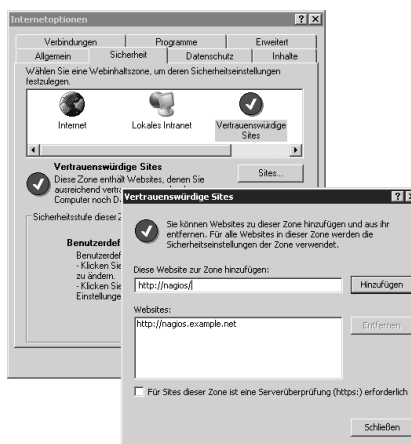 Internetoptionen
Verbindungen Programme Erweitert
Allgemein Sicherheit Datenschutz Inhalte
Wählen Sie eine Webinhaltszone, um deren Sicherheitseinstellungen
festzulegen.
Internet Lokales Intranet Vertrauenswürdige
Sites
Vertrauenswürdige Sites
Diese Zone enthält Websites, denen Sie
ausreichend
Computer noch
Sites...
Sicherheitsstufe dieser
Benutzerdef
Benutzerdef
- Klicken Sie
zu ändern.
- Klicken Sie
Einstellunge
Vertrauenswürdige Sites
Sie können Websites zu dieser Zone hinzufügen und aus ihr
entfernen. Für alle Websites in dieser Zone werden die
Sicherheitseinstellungen der Zone verwendet.
Diese Website zur Zone hinzufügen:
http://nagios/
Hinzufügen
Websites:
http://nagios.example.net
Entfernen
Für Sites dieser Zone ist eine Serverüberprüfung (https:) erforderlich
Schließen